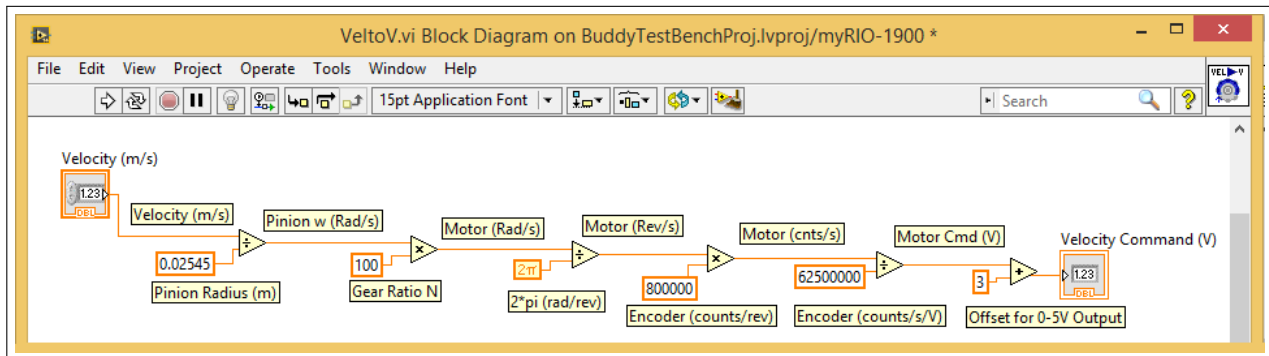 VeltoV.vi Block Diagram on BuddyTestBenchProj.lvproj/myRIO-1900 *
File Edit View Project Operate Tools Window Help
VEL V
15pt Application Font
Search
Velocity (m/s)
1.23
DBL
Velocity (m/s)
Pinion w (Rad/s)
Motor (Rad/s)
Motor (Rev/s)
Motor (cnts/s)
Motor Cmd (V)
Velocity Command (V)
÷
×
÷
×
÷
+
1.23
DBL
0.02545
100
2π
800000
62500000
3
Pinion Radius (m)
Gear Ratio N
2*pi (rad/rev)
Encoder (counts/rev)
Encoder (counts/s/V)
Offset for 0-5V Output